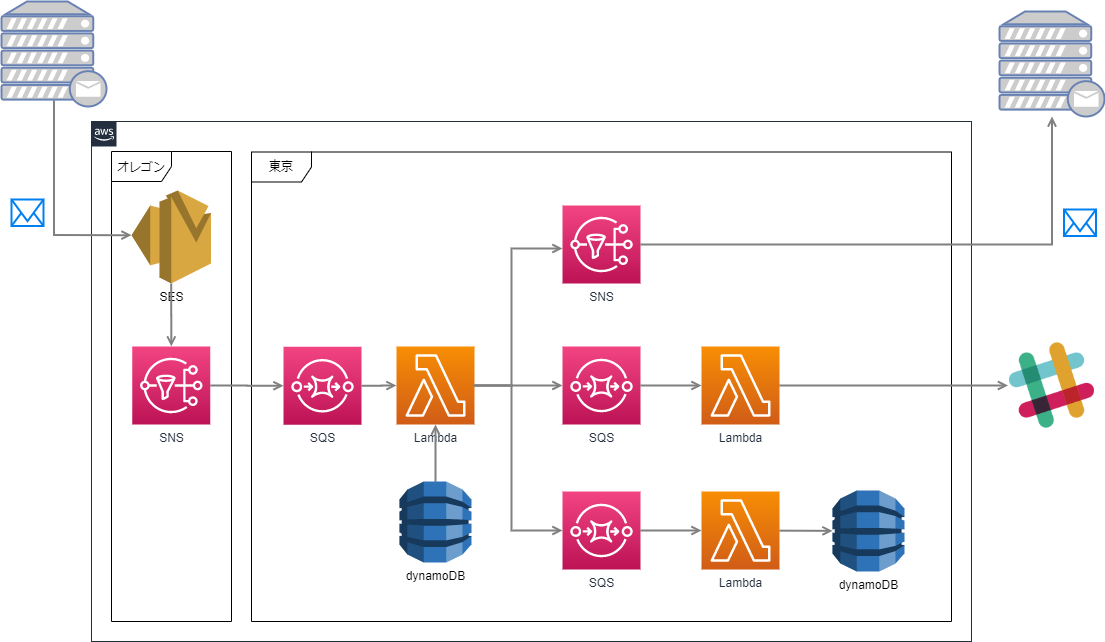 aws
オレゴン
東京
SES
SNS
SNS
SQS
Lambda
SQS
Lambda
dynamoDB
SQS
Lambda
dynamoDB